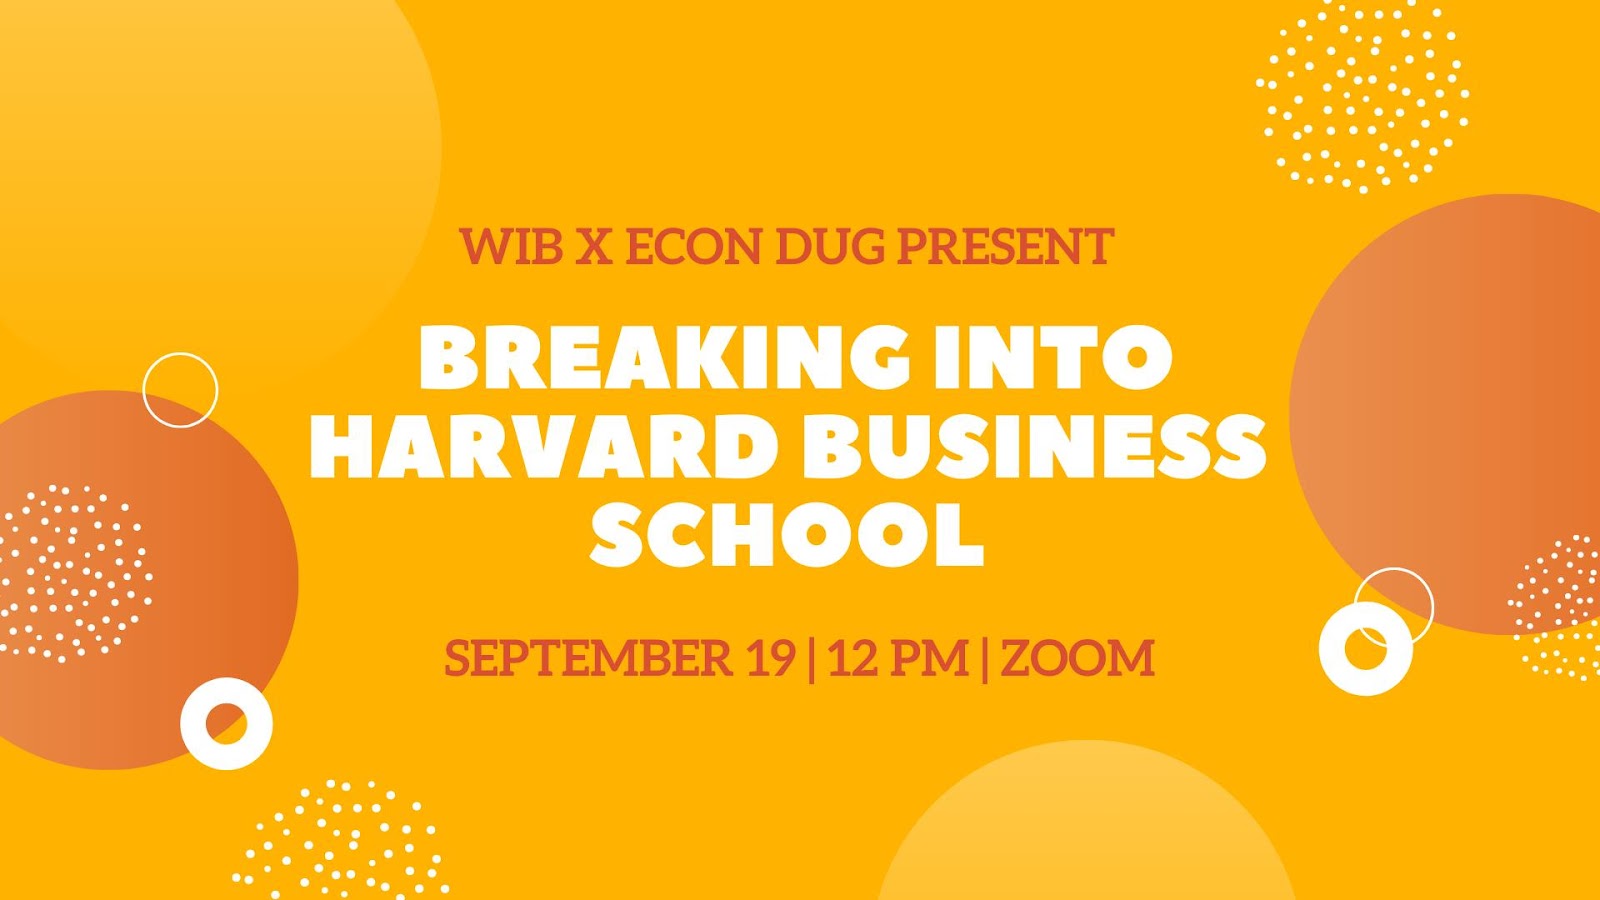 WIB X ECON DUG PRESENT
BREAKING INTO
HARVARD BUSINESS
SCHOOL
SEPTEMBER 19 | 12 PM | ZOOM